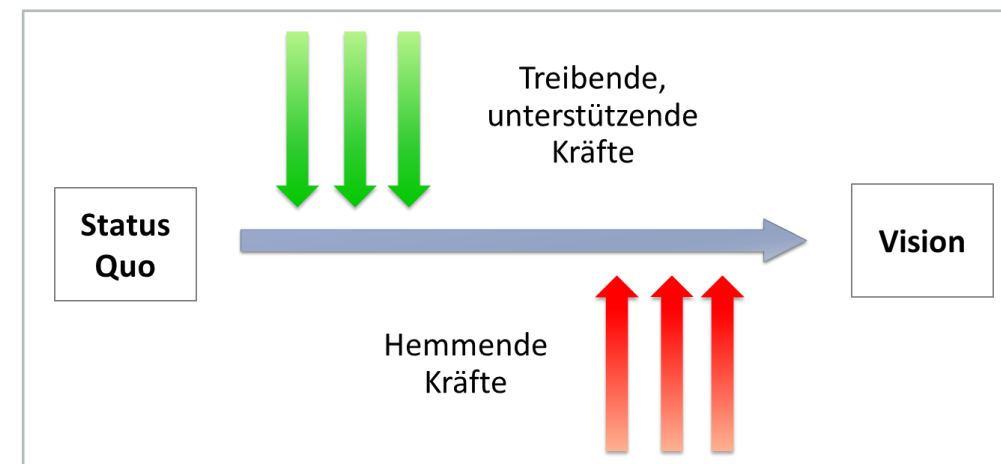 Treibende,
unterstützende
Kräfte
Status
Quo
Vision
Hemmende
Kräfte